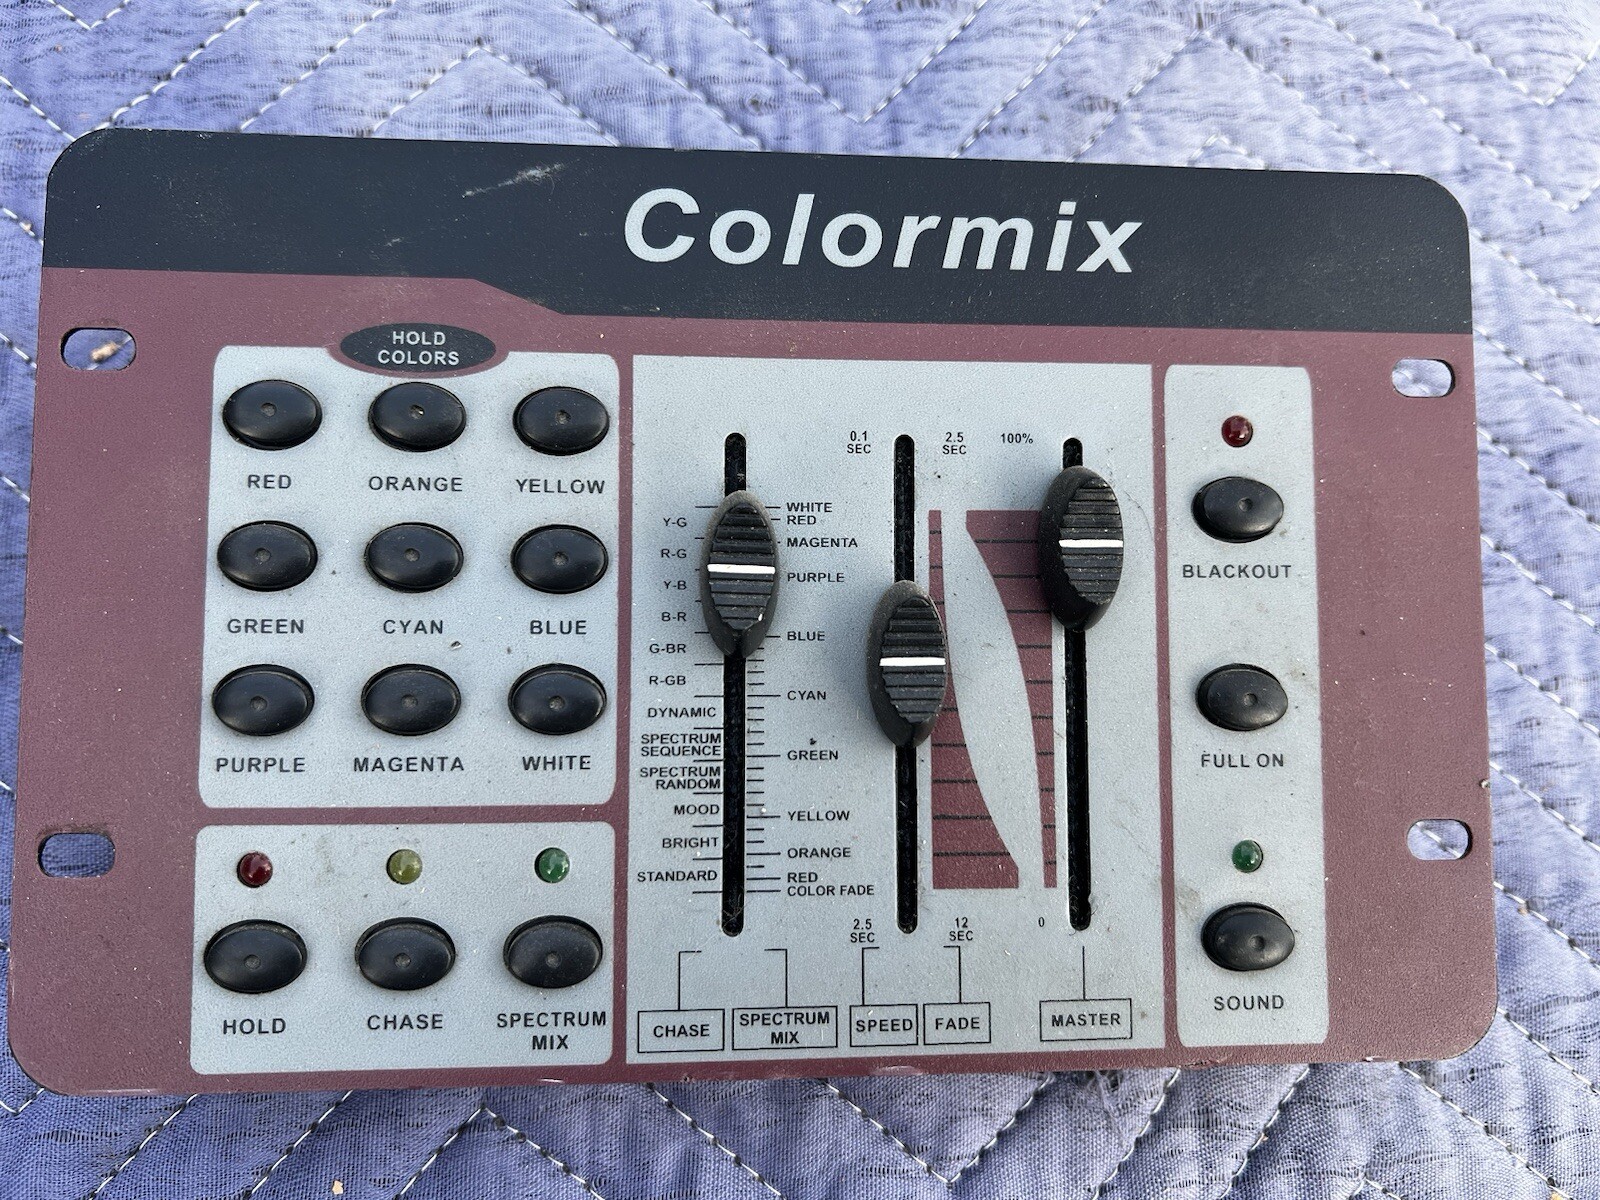 Colormix
HOLD
COLORS
RED
ORANGE
YELLOW
GREEN
CYAN
BLUE
PURPLE
MAGENTA
WHITE
HOLD
CHASE
SPECTRUM
MIX
Y-G
R-G
Y-B
B-R
G-BR
R-GB
DYNAMIC
SPECTRUM
SEQUENCE
SPECTRUM
RANDOM
MOOD
BRIGHT
STANDARD
WHITE
RED
MAGENTA
PURPLE
BLUE
CYAN
GREEN
YELLOW
ORANGE
RED
COLOR FADE
CHASE
SPECTRUM
MIX
0.1
SEC
2.5
SEC
2.5
SEC
12
SEC
SPEED
FADE
100%
0
MASTER
BLACKOUT
FULL ON
SOUND